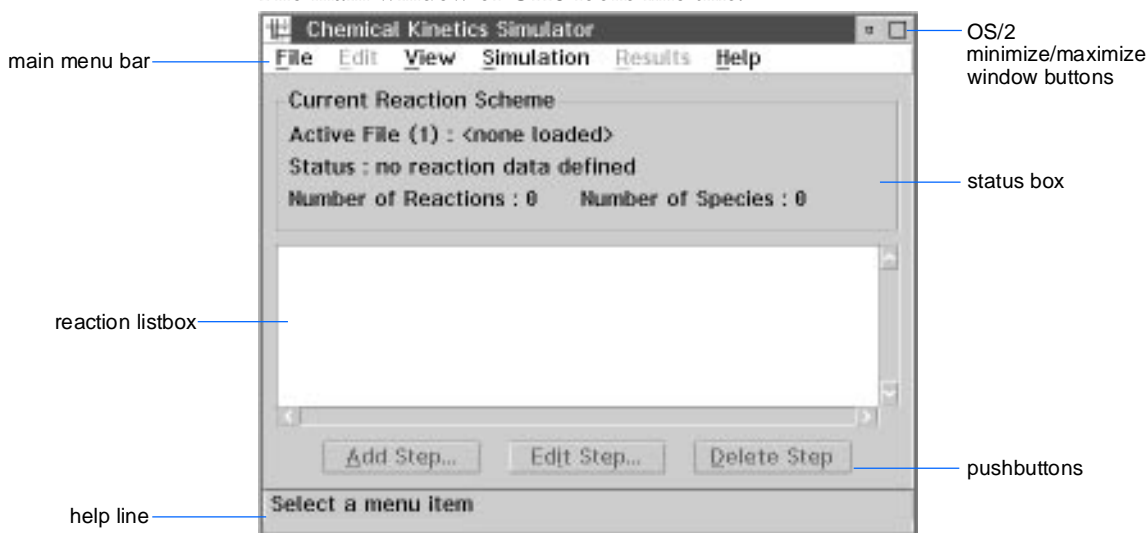 Chemical Kinetics Simulator
OS/2
minimize/maximize
window buttons
main menu bar
File Edit View Simulation Results Help
Current Reaction Scheme
Active File (1) : <none loaded>
Status : no reaction data defined
Number of Reactions : 0 Number of Species : 0
status box
reaction listbox
Add Step... Edit Step... Delete Step
pushbuttons
Select a menu item
help line